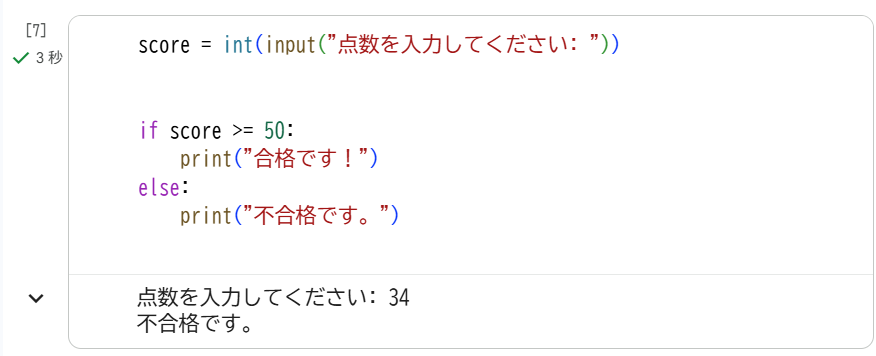 [7]
3 秒
score = int(input("点数を入力してください: "))
if score >= 50:
    print("合格です！")
else:
    print("不合格です。")
点数を入力してください: 34
不合格です。